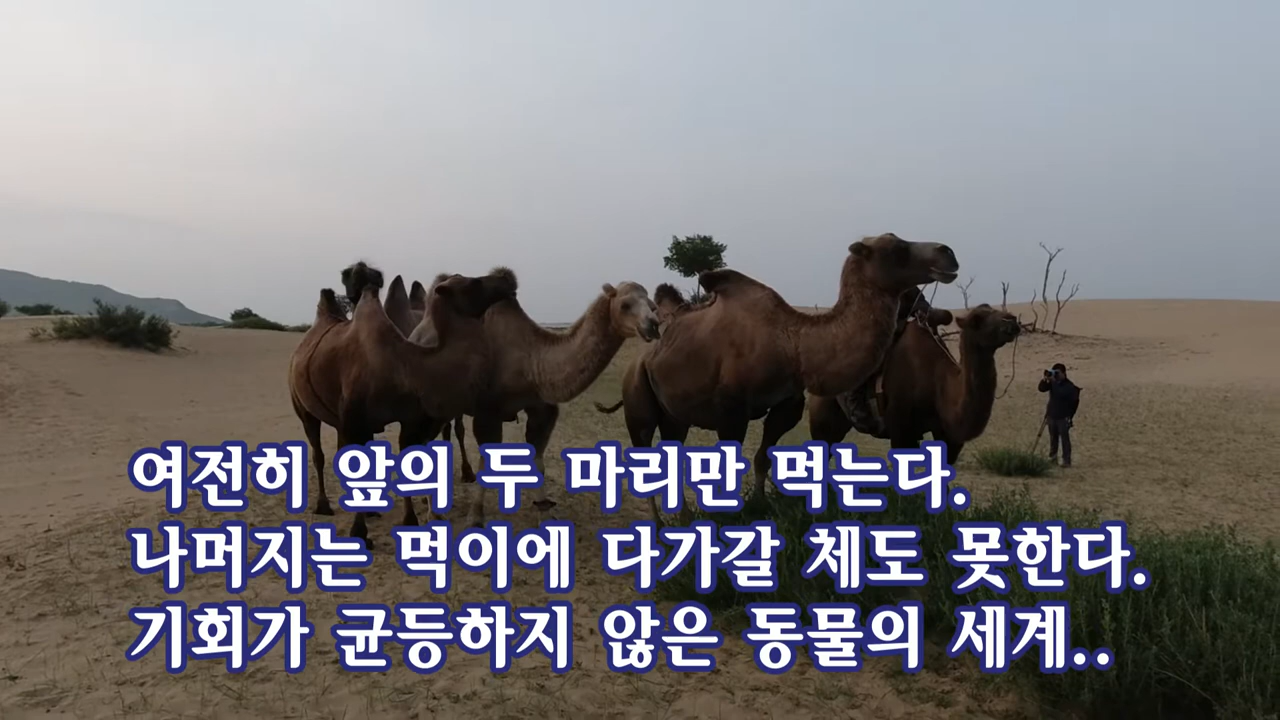 여전히 앞의 두 마리만 먹는다.
나머지는 먹이에 다가갈 체도 못한다.
기회가 균등하지 않은 동물의 세계..